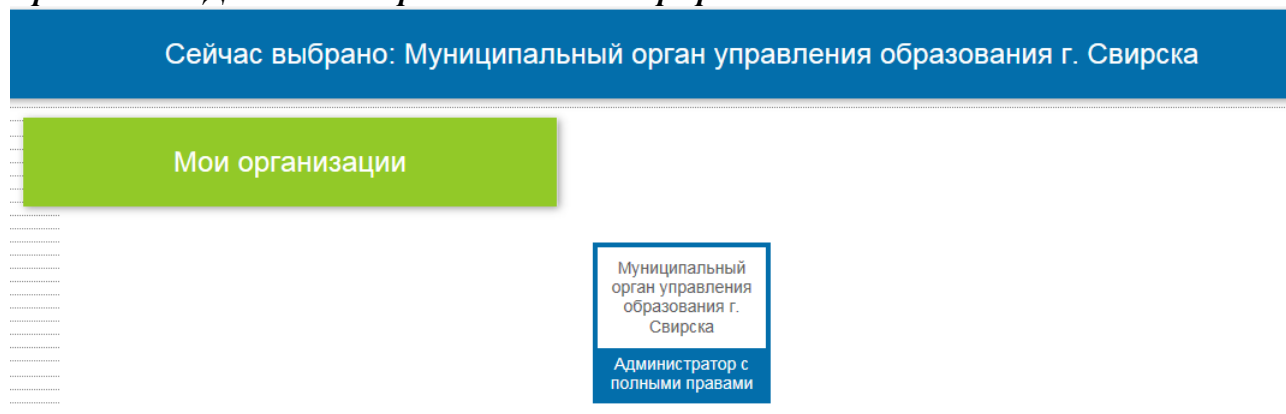 Сейчас выбрано: Муниципальный орган управления образования г. Свирска
Мои организации
Муниципальный
орган управления
образования г.
Свирска
Администратор с
полными правами